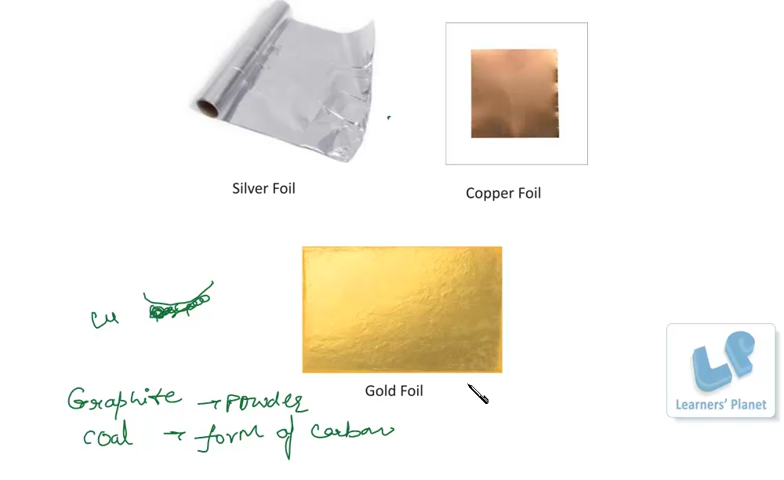 Silver Foil
Copper Foil
Cu
Gold Foil
Graphite → Powder
Coal → form of carbon
LP
Learners' Planet